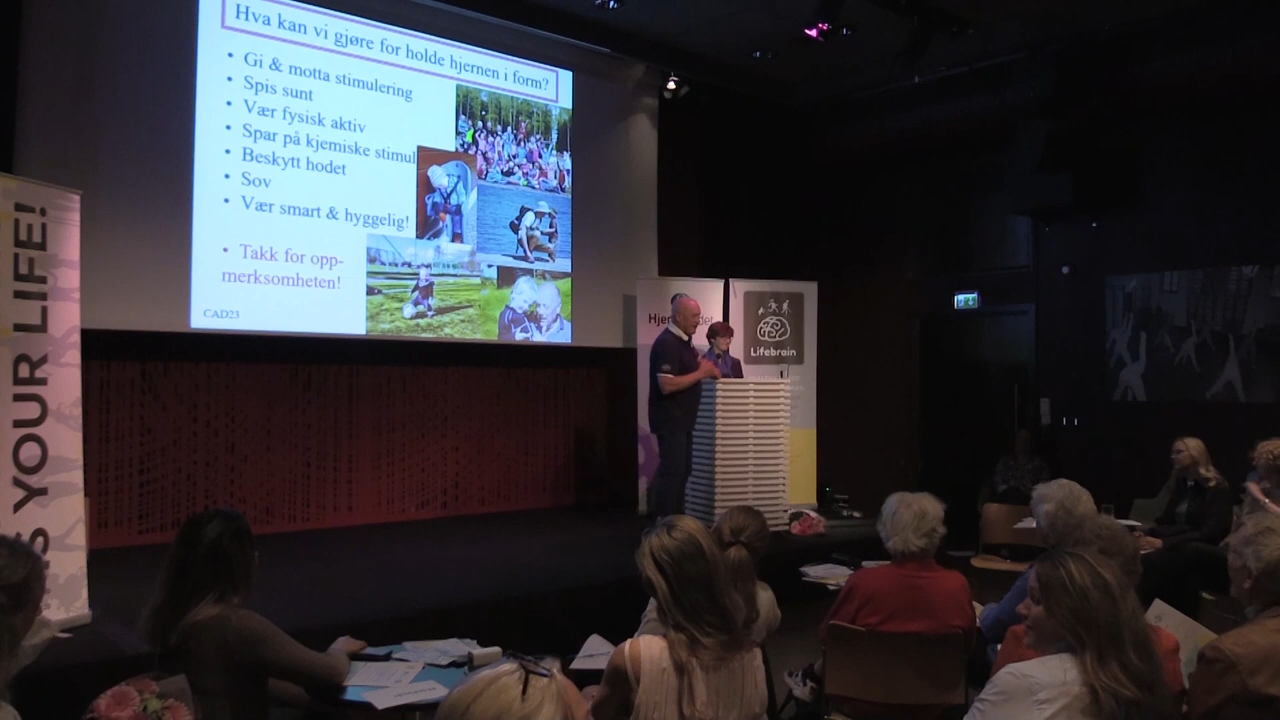 Hva kan vi gjøre for holde hjernen i form?
• Gi & motta stimulering
• Spis sunt
• Vær fysisk aktiv
• Spar på kjemiske stimul
• Beskytt hodet
• Sov
• Vær smart & hyggelig!
• Takk for opp-
merksomheten!
CAD23
YOUR LIFE!
Lifebrain